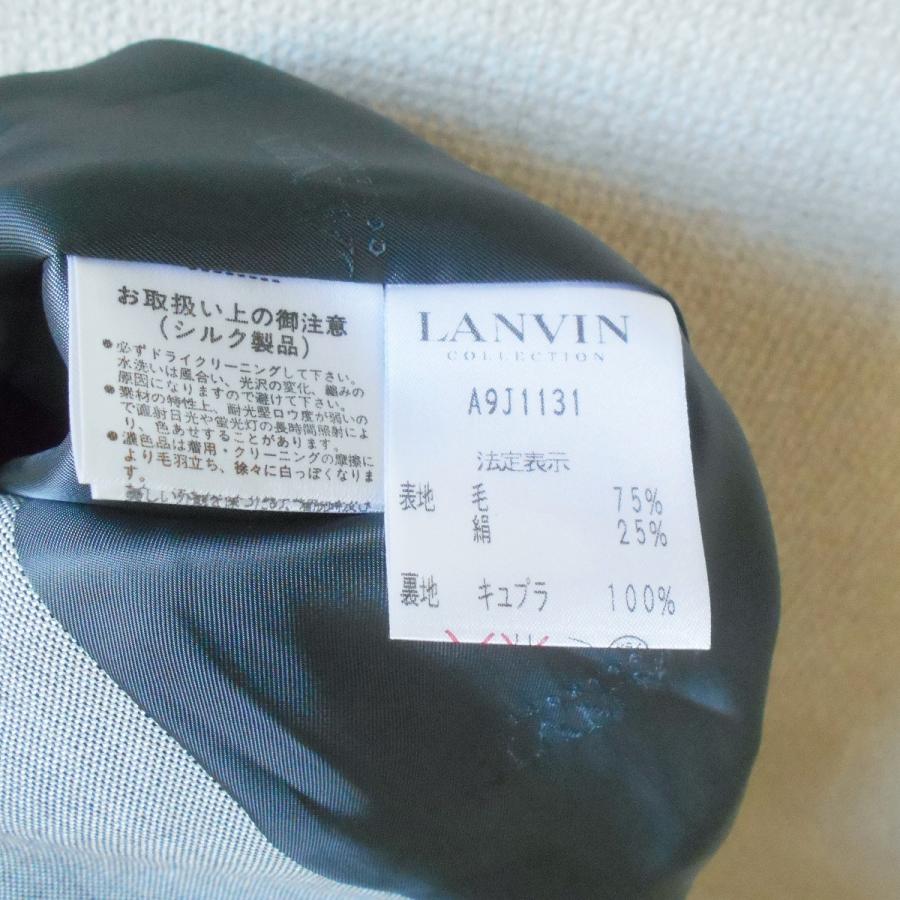 お取扱い上の御注意
(シルク製品)
●必ずドライクリーニングして下さい。
水洗いは風合い、光沢の変化、縮みの
原因になりますので避けて下さい。
●素材の特性上、耐光堅ロウ度が弱いの
で直射日光や蛍光灯の長時間照射によ
り、色あせすることがあります。
●濃色品は着用・クリーニングの摩擦に
より毛羽立ち、徐々に白っぽくなりま
す。
LANVIN
COLLECTION
A9J1131
法定表示
表地 毛 75%
絹 25%
裏地 キュプラ 100%